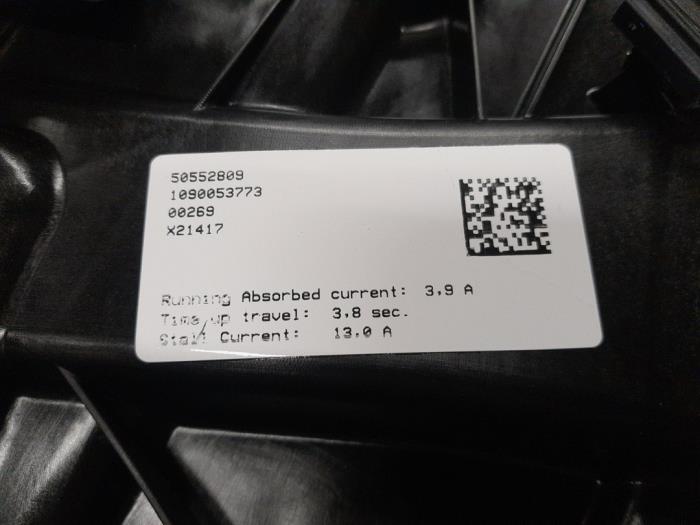 50552809
1090053773
00269
X21417
Running Absorbed current: 3,9 A
Time up travel: 3,8 sec.
Stall Current: 13,0 A